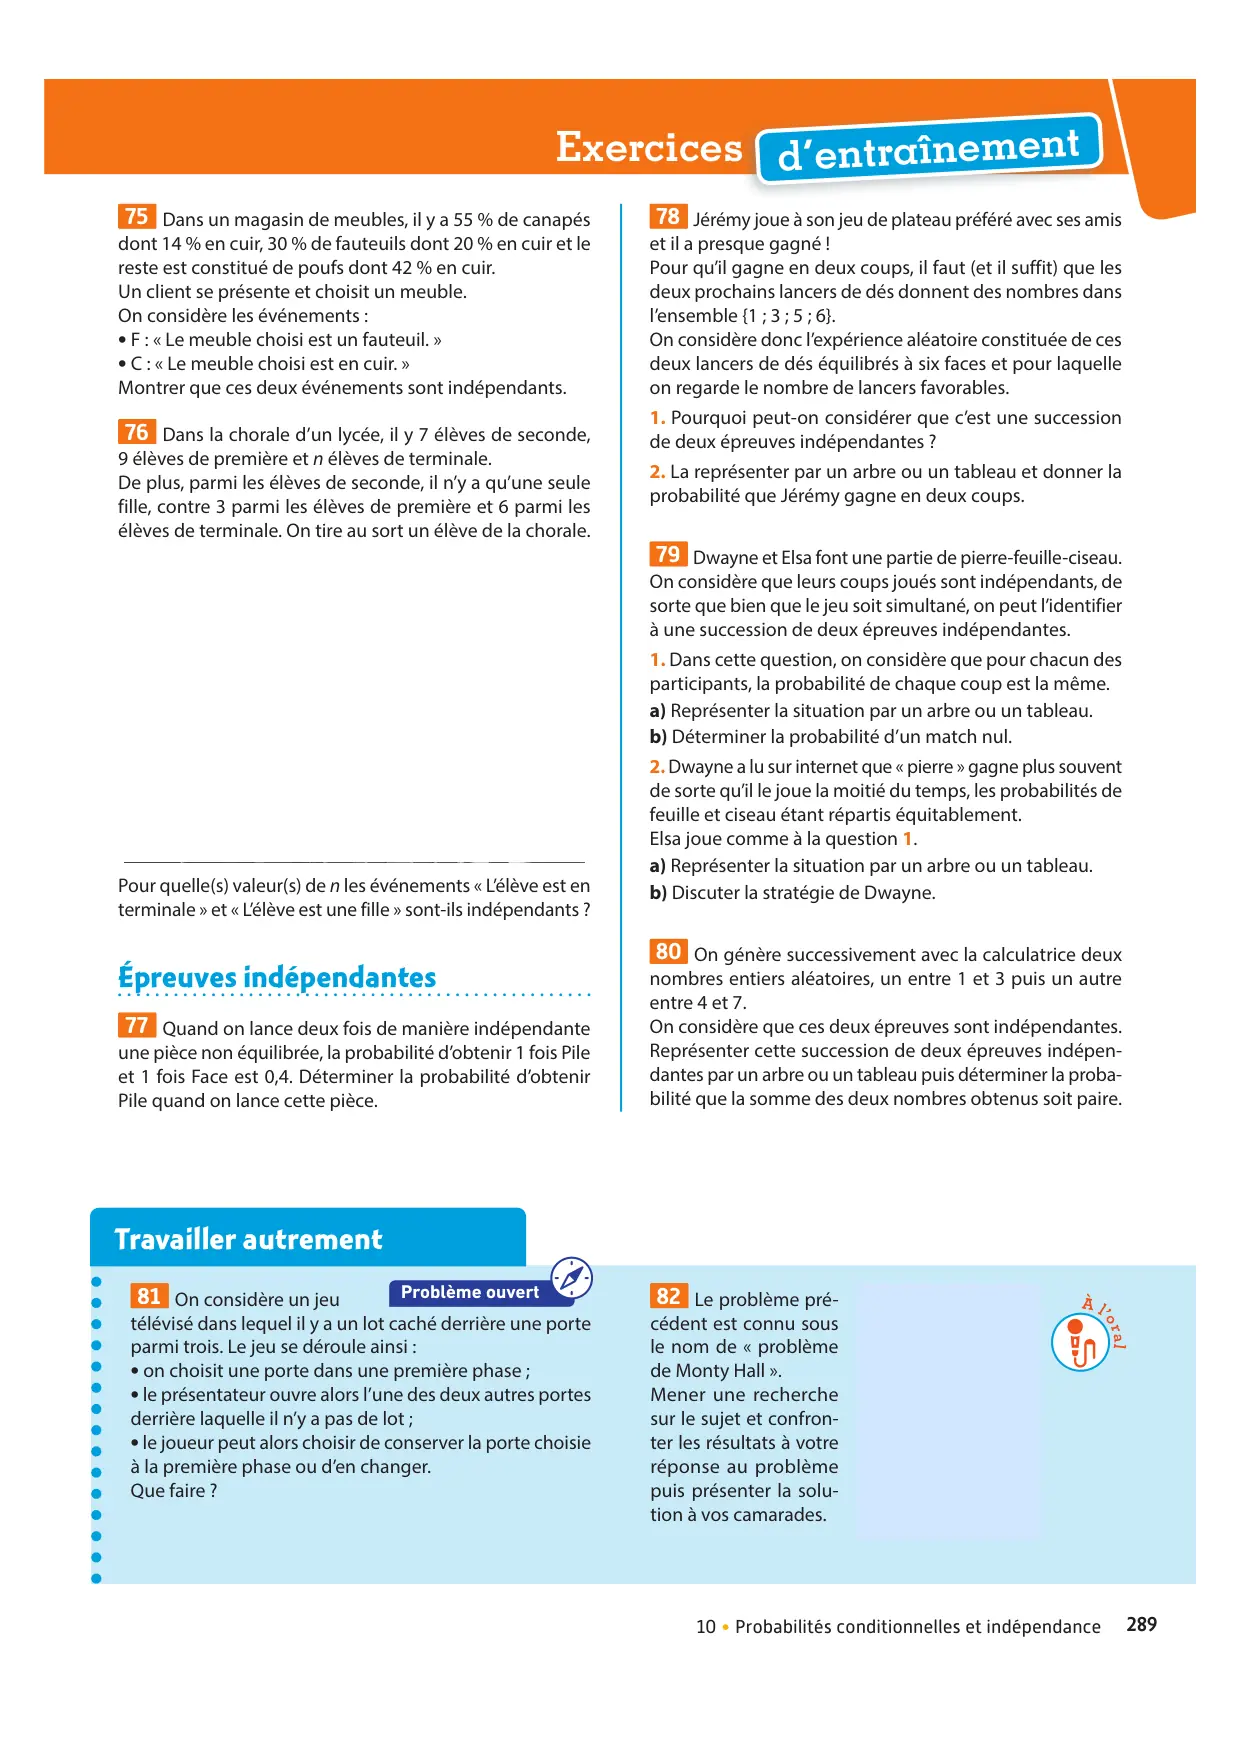 Exercices d'entraînement
75 Dans un magasin de meubles, il y a 55 % de canapés
dont 14 % en cuir, 30 % de fauteuils dont 20 % en cuir et le
reste est constitué de poufs dont 42 % en cuir.
Un client se présente et choisit un meuble.
On considère les événements :
• F : « Le meuble choisi est un fauteuil. »
• C : « Le meuble choisi est en cuir. »
Montrer que ces deux événements sont indépendants.
76 Dans la chorale d'un lycée, il y 7 élèves de seconde,
9 élèves de première et n élèves de terminale.
De plus, parmi les élèves de seconde, il n'y a qu'une seule
fille, contre 3 parmi les élèves de première et 6 parmi les
élèves de terminale. On tire au sort un élève de la chorale.
Pour quelle(s) valeur(s) de n les événements « L'élève est en
terminale » et « L'élève est une fille » sont-ils indépendants ?
Épreuves indépendantes
77 Quand on lance deux fois de manière indépendante
une pièce non équilibrée, la probabilité d'obtenir 1 fois Pile
et 1 fois Face est 0,4. Déterminer la probabilité d'obtenir
Pile quand on lance cette pièce.
78 Jérémy joue à son jeu de plateau préféré avec ses amis
et il a presque gagné !
Pour qu'il gagne en deux coups, il faut (et il suffit) que les
deux prochains lancers de dés donnent des nombres dans
l'ensemble {1 ; 3 ; 5 ; 6}.
On considère donc l'expérience aléatoire constituée de ces
deux lancers de dés équilibrés à six faces et pour laquelle
on regarde le nombre de lancers favorables.
1. Pourquoi peut-on considérer que c'est une succession
de deux épreuves indépendantes ?
2. La représenter par un arbre ou un tableau et donner la
probabilité que Jérémy gagne en deux coups.
79 Dwayne et Elsa font une partie de pierre-feuille-ciseau.
On considère que leurs coups joués sont indépendants, de
sorte que bien que le jeu soit simultané, on peut l'identifier
à une succession de deux épreuves indépendantes.
1. Dans cette question, on considère que pour chacun des
participants, la probabilité de chaque coup est la même.
a) Représenter la situation par un arbre ou un tableau.
b) Déterminer la probabilité d'un match nul.
2. Dwayne a lu sur internet que « pierre » gagne plus souvent
de sorte qu'il le joue la moitié du temps, les probabilités de
feuille et ciseau étant répartis équitablement.
Elsa joue comme à la question 1.
a) Représenter la situation par un arbre ou un tableau.
b) Discuter la stratégie de Dwayne.
80 On génère successivement avec la calculatrice deux
nombres entiers aléatoires, un entre 1 et 3 puis un autre
entre 4 et 7.
On considère que ces deux épreuves sont indépendantes.
Représenter cette succession de deux épreuves indépen-
dantes par un arbre ou un tableau puis déterminer la proba-
bilité que la somme des deux nombres obtenus soit paire.
Travailler autrement
81 On considère un jeu Problème ouvert
télévisé dans lequel il y a un lot caché derrière une porte
parmi trois. Le jeu se déroule ainsi :
• on choisit une porte dans une première phase ;
• le présentateur ouvre alors l'une des deux autres portes
derrière laquelle il n'y a pas de lot ;
• le joueur peut alors choisir de conserver la porte choisie
à la première phase ou d'en changer.
Que faire ?
82 Le problème pré-
cédent est connu sous
le nom de « problème
de Monty Hall ».
Mener une recherche
sur le sujet et confron-
ter les résultats à votre
réponse au problème
puis présenter la solu-
tion à vos camarades.
À l'oral
10 • Probabilités conditionnelles et indépendance 289